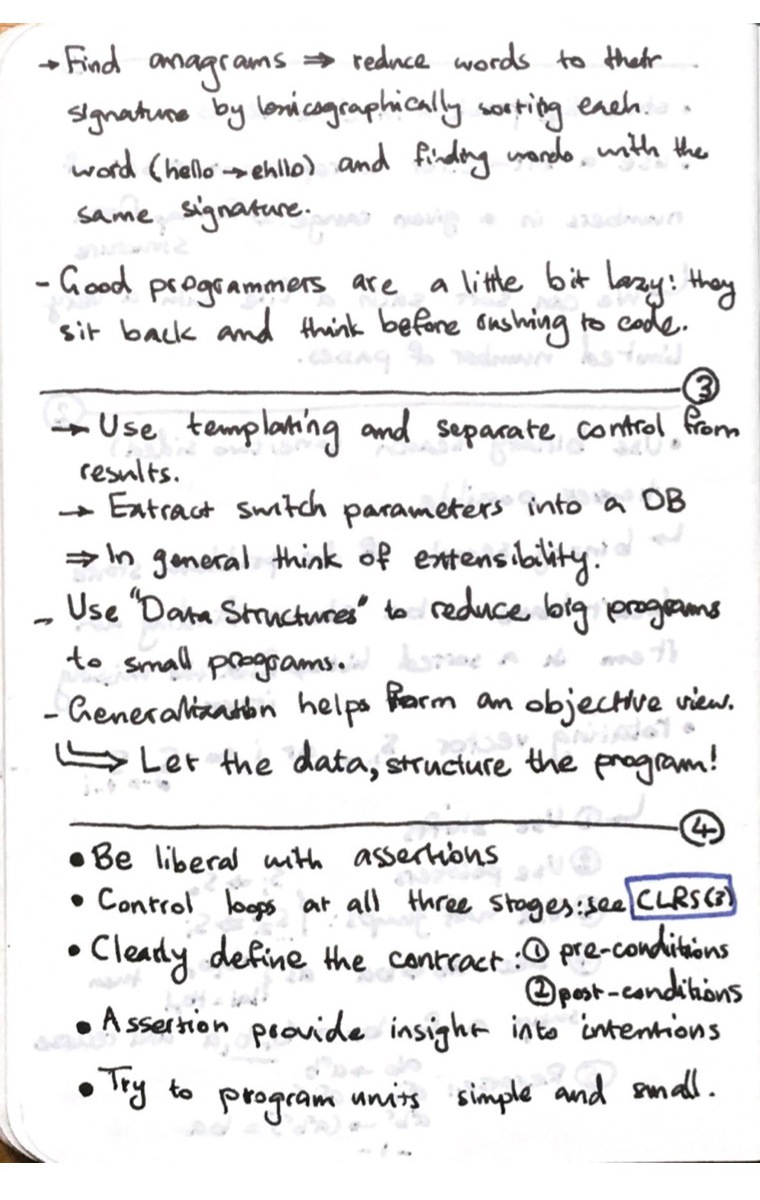 → Find anagrams ⇒ reduce words to their
signature by lexicographically sorting each
word (hello → ehllo) and finding words with the
same signature.
- Good programmers are a little bit lazy: they
sit back and think before rushing to code.
③
→ Use templating and separate control from
results.
→ Extract switch parameters into a DB
⇒ In general think of extensibility.
- Use "Data Structures" to reduce big programs
to small programs.
- Generalization helps form an objective view.
↳ Let the data, structure the program!
④
• Be liberal with assertions
• Control loops at all three stages: see CLRS(3)
• Clearly define the contract: ① pre-conditions
② post-conditions
• Assertion provide insight into intentions
• Try to program units simple and small.